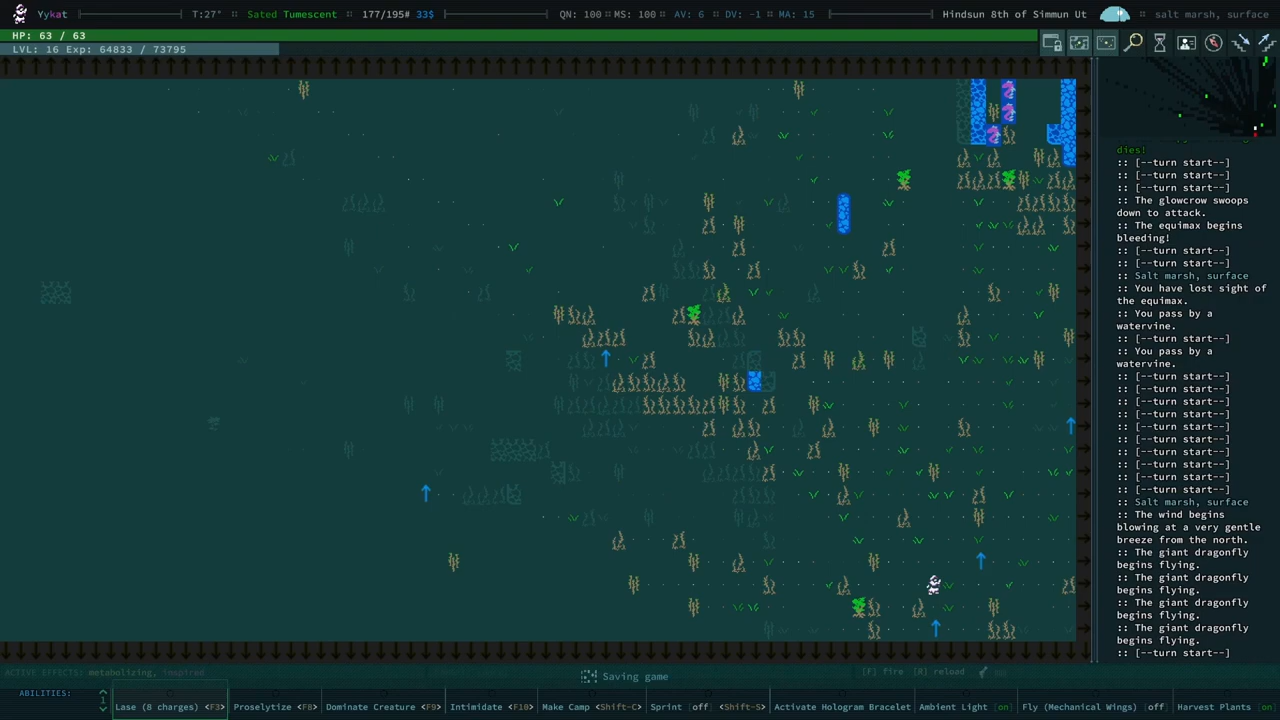 Yykat T:27° :: Sated Tumescent :: 177/195# 33$ QN: 100 :: MS: 100 :: AV: 6 :: DV: -1 :: MA: 15 Hindsun 8th of Simmun Ut :: salt marsh, surface
HP: 63 / 63
LVL: 16 Exp: 64833 / 73795
dies!
:: [--turn start--]
:: [--turn start--]
:: [--turn start--]
:: The glowcrow swoops
down to attack.
:: The equimax begins
bleeding!
:: [--turn start--]
:: [--turn start--]
:: Salt marsh, surface
:: You have lost sight of
the equimax.
:: You pass by a
watervine.
:: [--turn start--]
:: You pass by a
watervine.
:: [--turn start--]
:: [--turn start--]
:: [--turn start--]
:: [--turn start--]
:: [--turn start--]
:: [--turn start--]
:: [--turn start--]
:: [--turn start--]
:: [--turn start--]
:: [--turn start--]
:: Salt marsh, surface
:: The wind begins
blowing at a very gentle
breeze from the north.
:: The giant dragonfly
begins flying.
:: The giant dragonfly
begins flying.
:: The giant dragonfly
begins flying.
:: The giant dragonfly
begins flying.
:: [--turn start--]
ACTIVE EFFECTS: metabolizing, inspired
Saving game
[F] fire [R] reload
ABILITIES:
1
Lase (8 charges) <F3> Proselytize <F8> Dominate Creature <F9> Intimidate <F10> Make Camp <Shift-C> Sprint [off] <Shift-S> Activate Hologram Bracelet Ambient Light [on] Fly (Mechanical Wings) [off] Harvest Plants [on]